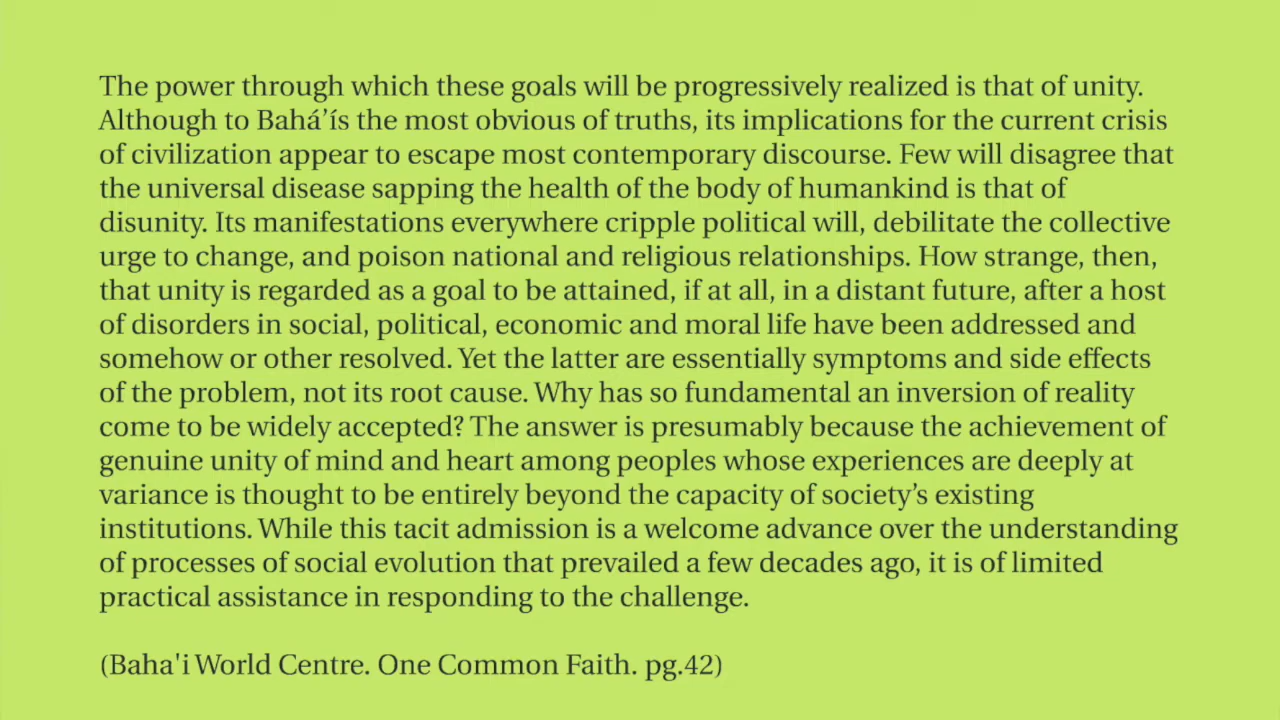 The power through which these goals will be progressively realized is that of unity.
Although to Bahá’ís the most obvious of truths, its implications for the current crisis
of civilization appear to escape most contemporary discourse. Few will disagree that
the universal disease sapping the health of the body of humankind is that of
disunity. Its manifestations everywhere cripple political will, debilitate the collective
urge to change, and poison national and religious relationships. How strange, then,
that unity is regarded as a goal to be attained, if at all, in a distant future, after a host
of disorders in social, political, economic and moral life have been addressed and
somehow or other resolved. Yet the latter are essentially symptoms and side effects
of the problem, not its root cause. Why has so fundamental an inversion of reality
come to be widely accepted? The answer is presumably because the achievement of
genuine unity of mind and heart among peoples whose experiences are deeply at
variance is thought to be entirely beyond the capacity of society’s existing
institutions. While this tacit admission is a welcome advance over the understanding
of processes of social evolution that prevailed a few decades ago, it is of limited
practical assistance in responding to the challenge.
(Baha'i World Centre. One Common Faith. pg.42)